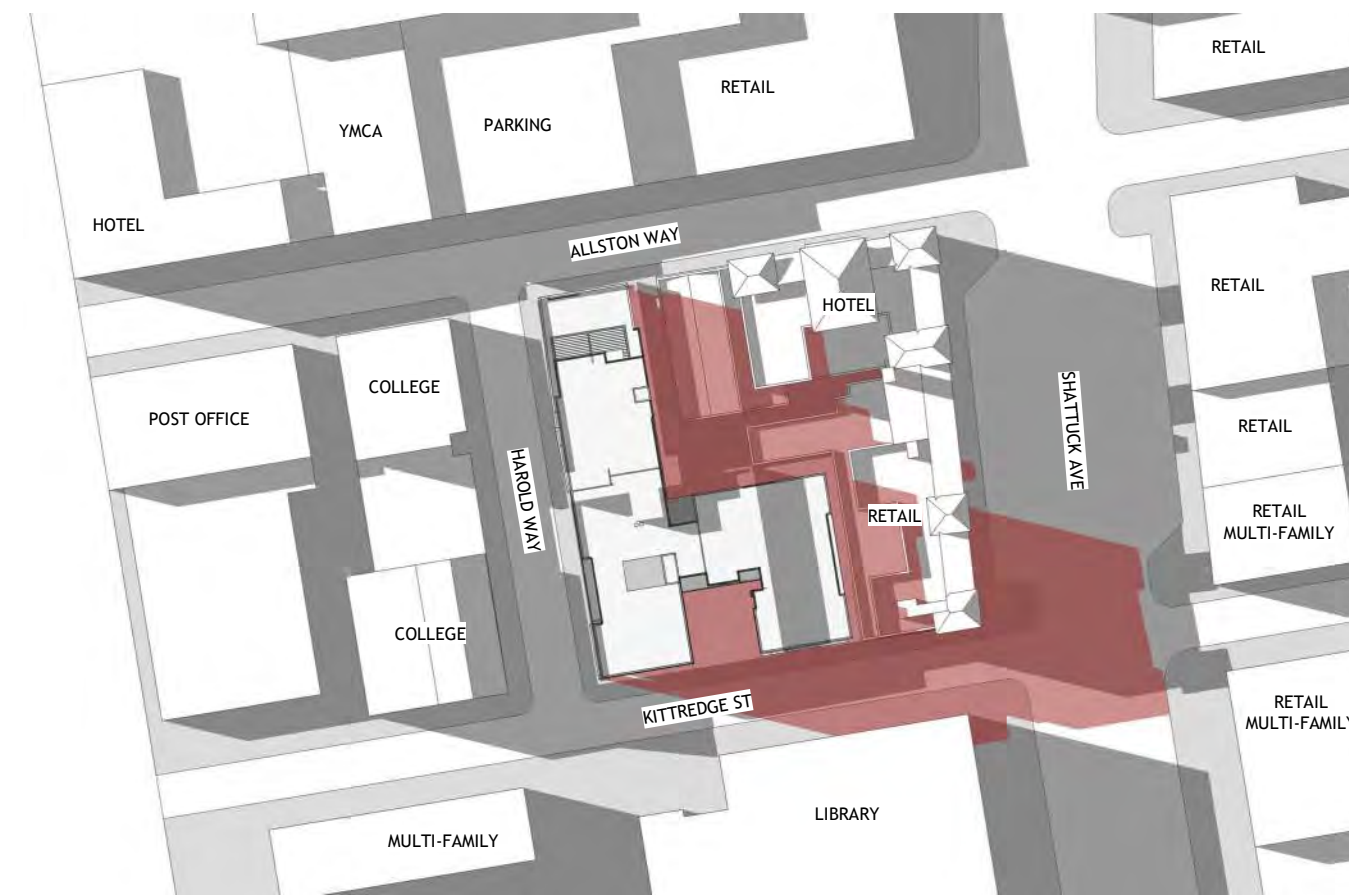 RETAIL
RETAIL
PARKING
YMCA
HOTEL
ALLSTON WAY
HOTEL
RETAIL
SHATTUCK AVE
COLLEGE
POST OFFICE
RETAIL
HAROLD WAY
RETAIL
RETAIL
MULTI-FAMILY
COLLEGE
KITTREDGE ST
RETAIL
MULTI-FAMILY
LIBRARY
MULTI-FAMILY